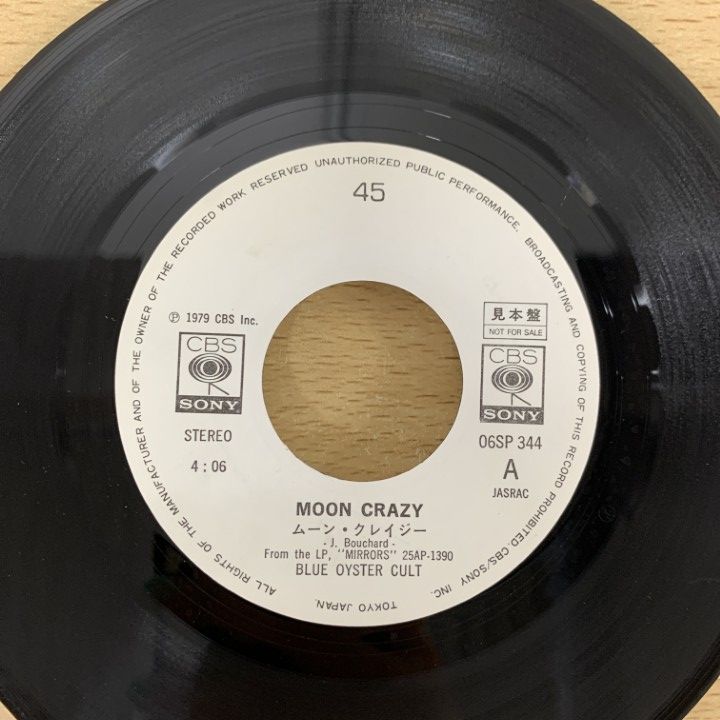 ALL RIGHTS OF THE MANUFACTURER AND OF THE OWNER OF THE RECORDED WORK RESERVED UNAUTHORIZED PUBLIC PERFORMANCE. BROADCASTING AND COPYING OF THIS RECORD PROHIBITED. CBS/SONY INC.
TOKYO JAPAN.
45
Ⓟ 1979 CBS Inc.
CBS
SONY
STEREO
4:06
見本盤
NOT FOR SALE
CBS
SONY
06SP 344
A
JASRAC
MOON CRAZY
ムーン・クレイジー
- J. Bouchard -
From the LP, "MIRRORS" 25AP-1390
BLUE OYSTER CULT